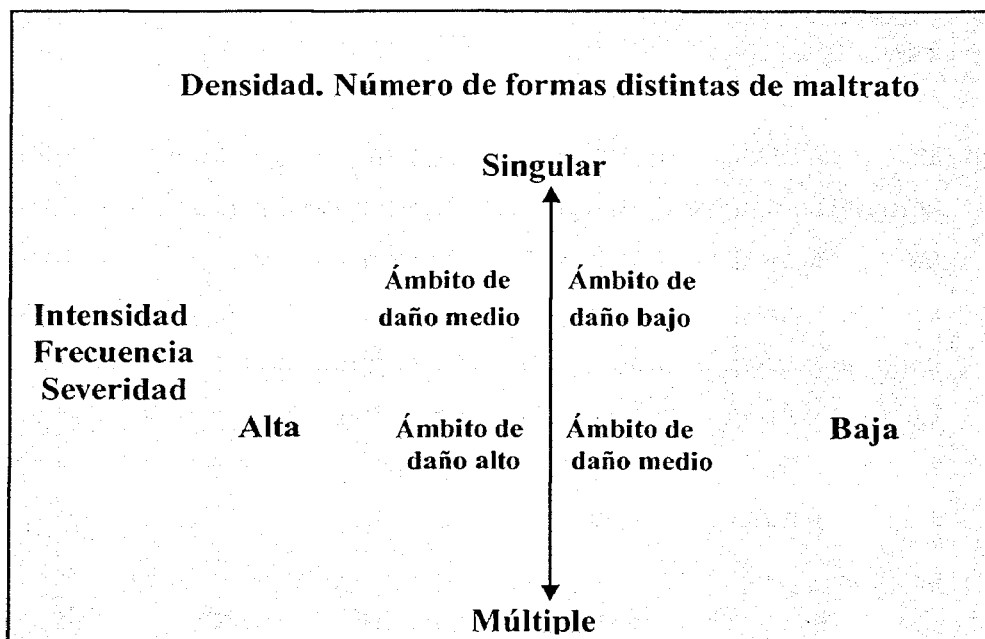 Densidad. Número de formas distintas de maltrato
Singular
Ámbito de
daño medio
Ámbito de
daño bajo
Intensidad
Frecuencia
Severidad
Alta
Ámbito de
daño alto
Ámbito de
daño medio
Baja
Múltiple